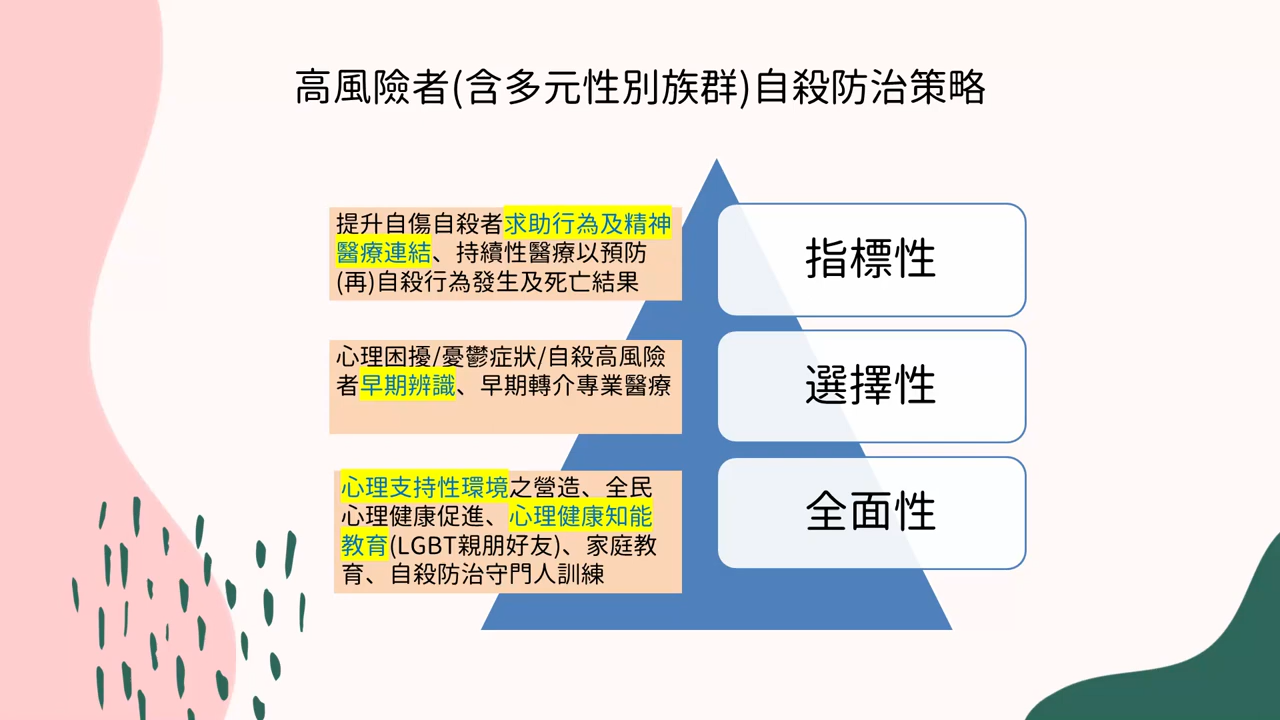 高風險者(含多元性別族群)自殺防治策略
提升自傷自殺者求助行為及精神
醫療連結、持續性醫療以預防
(再)自殺行為發生及死亡結果
指標性
心理困擾/憂鬱症狀/自殺高風險
者早期辨識、早期轉介專業醫療
選擇性
心理支持性環境之營造、全民
心理健康促進、心理健康知能
教育(LGBT親朋好友)、家庭教
育、自殺防治守門人訓練
全面性